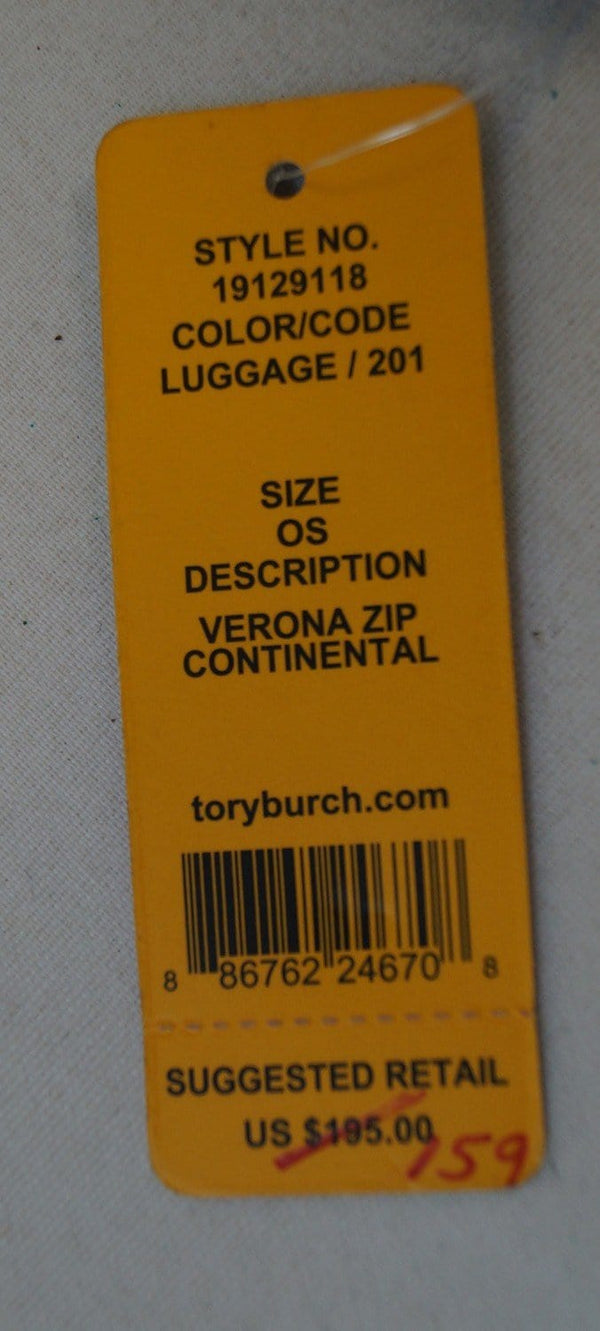 STYLE NO.
19129118
COLOR/CODE
LUGGAGE / 201
SIZE
OS
DESCRIPTION
VERONA ZIP
CONTINENTAL
toryburch.com
8 86762 24670 8
SUGGESTED RETAIL
US $195.00
159